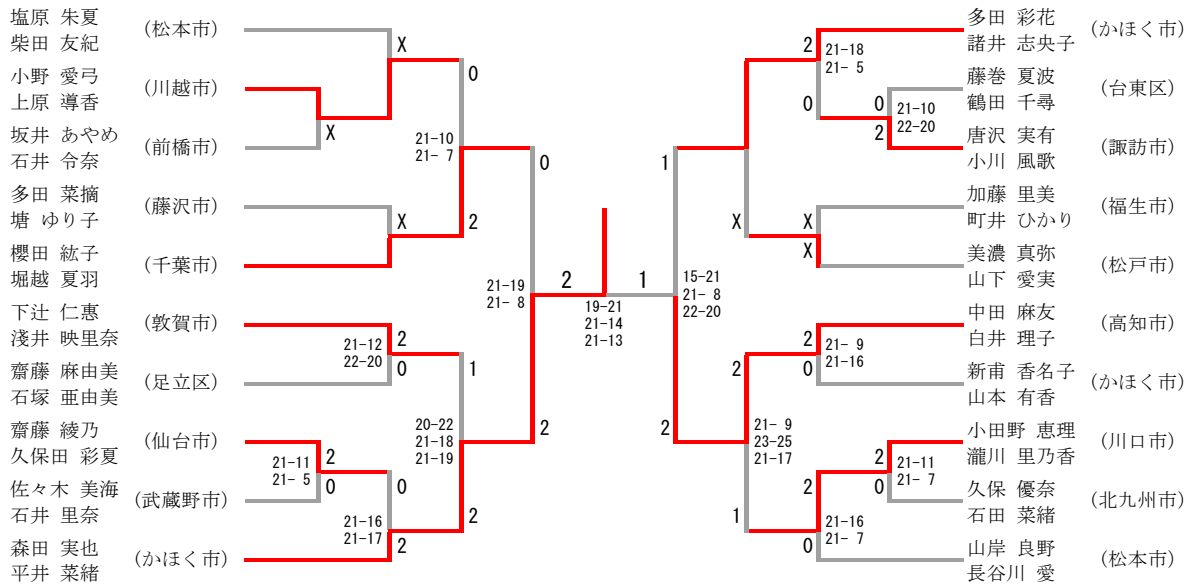 塩原 朱夏
柴田 友紀
(松本市)
小野 愛弓
上原 導香
(川越市)
坂井 あやめ
石井 令奈
(前橋市)
多田 菜摘
塘 ゆり子
(藤沢市)
櫻田 紘子
堀越 夏羽
(千葉市)
下辻 仁惠
淺井 映里奈
(敦賀市)
齋藤 麻由美
石塚 亜由美
(足立区)
齋藤 綾乃
久保田 彩夏
(仙台市)
佐々木 美海
石井 里奈
(武蔵野市)
森田 実也
平井 菜緒
(かほく市)
X
X
0
21-10
21- 7
X
2
0
21-19
21- 8
2
21-12
22-20
0
1
20-22
21-18
21-19
2
2
21-11
21- 5
0
0
21-16
21-17
2
2
2
19-21
21-14
21-13
1
1
15-21
21- 8
22-20
2
2
21-18
21- 5
0
0
21-10
22-20
2
X
X
X
2
21- 9
21-16
0
2
21- 9
23-25
21-17
1
2
21-11
21- 7
0
2
21-16
21- 7
0
多田 彩花
諸井 志央子
(かほく市)
藤巻 夏波
鶴田 千尋
(台東区)
唐沢 実有
小川 風歌
(諏訪市)
加藤 里美
町井 ひかり
(福生市)
美濃 真弥
山下 愛実
(松戸市)
中田 麻友
白井 理子
(高知市)
新甫 香名子
山本 有香
(かほく市)
小田野 恵理
瀧川 里乃香
(川口市)
久保 優奈
石田 菜緒
(北九州市)
山岸 良野
長谷川 愛
(松本市)